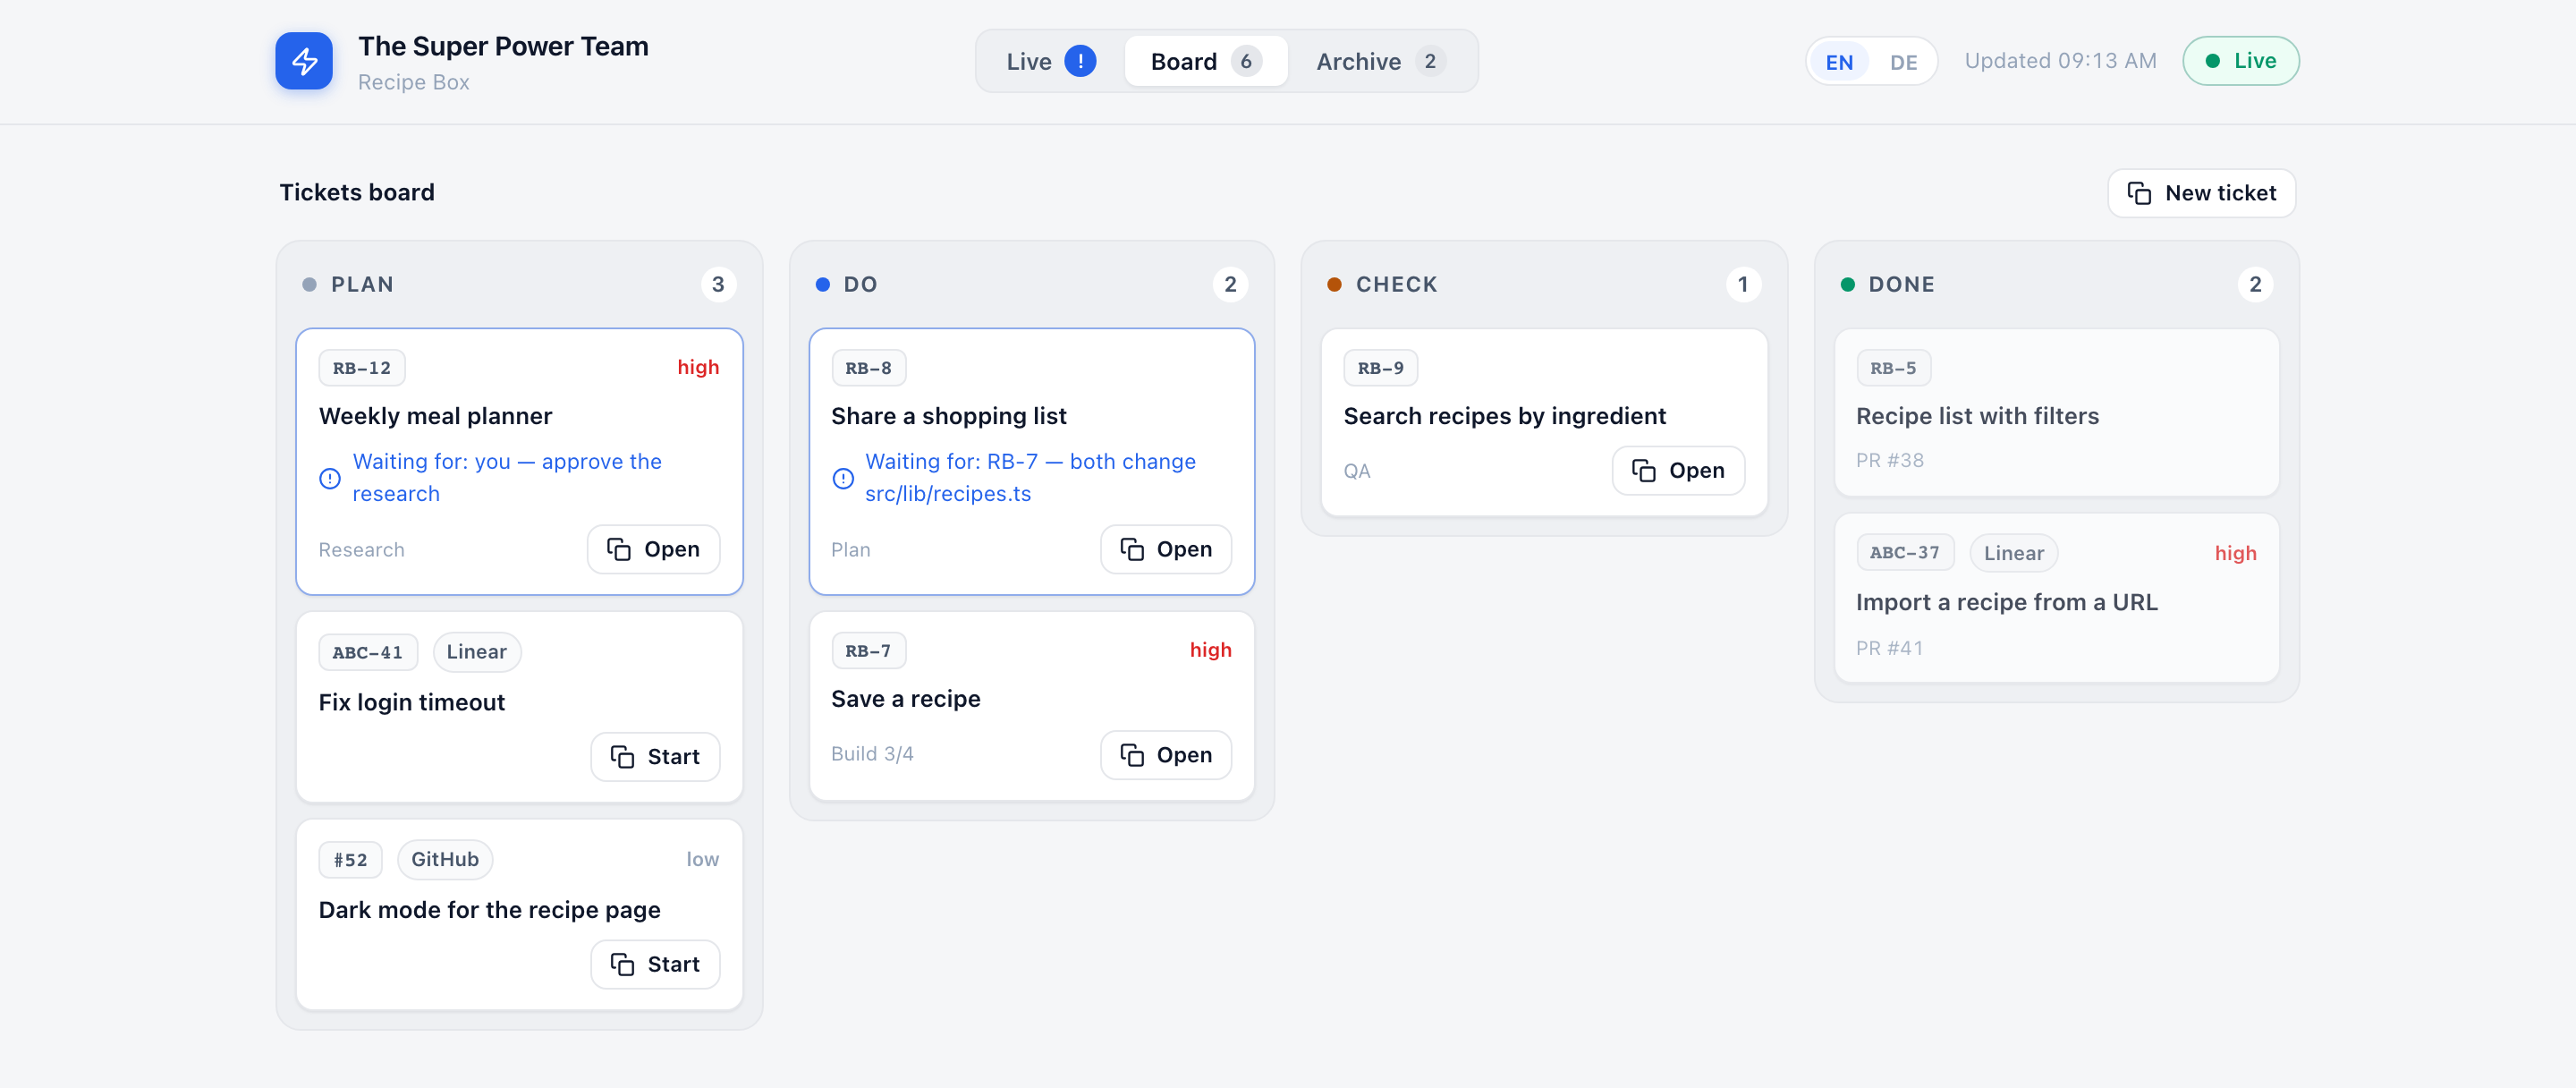 The Super Power Team
Recipe Box
Live !
Board 6
Archive 2
EN DE
Updated 09:13 AM
Live
Tickets board
New ticket
PLAN 3
RB-12 high
Weekly meal planner
Waiting for: you — approve the
research
Research Open
ABC-41 Linear
Fix login timeout
Start
#52 GitHub low
Dark mode for the recipe page
Start
DO 2
RB-8
Share a shopping list
Waiting for: RB-7 — both change
src/lib/recipes.ts
Plan Open
RB-7 high
Save a recipe
Build 3/4 Open
CHECK 1
RB-9
Search recipes by ingredient
QA Open
DONE 2
RB-5
Recipe list with filters
PR #38
ABC-37 Linear high
Import a recipe from a URL
PR #41